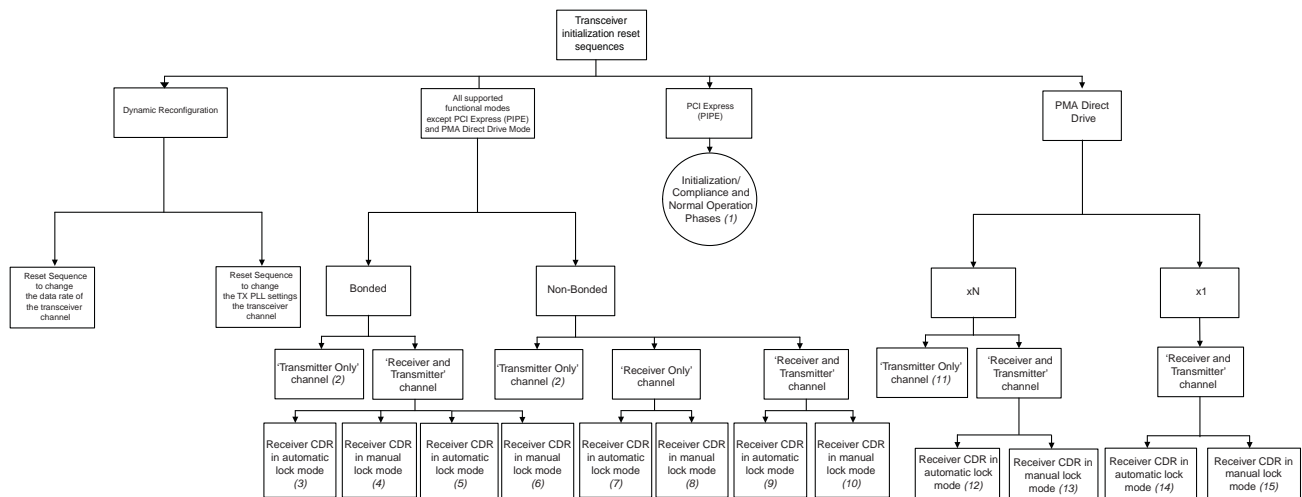 Transceiver
initialization reset
sequences
Dynamic Reconfiguration
All supported
functional modes
except PCI Express (PIPE)
and PMA Direct Drive Mode
PCI Express
(PIPE)
PMA Direct
Drive
Initialization/
Compliance and
Normal Operation
Phases (1)
Reset Sequence
to change
the data rate of
the transceiver
channel
Reset Sequence
to change
the TX PLL settings
the transceiver
channel
Bonded
Non-Bonded
xN
x1
‘Transmitter Only’
channel (2)
‘Receiver and
Transmitter’
channel
‘Transmitter Only’
channel (2)
‘Receiver Only’
channel
‘Receiver and
Transmitter’
channel
‘Transmitter Only’
channel (11)
‘Receiver and
Transmitter’
channel
‘Receiver and
Transmitter’
channel
Receiver CDR
in automatic
lock mode
(3)
Receiver CDR
in manual
lock mode
(4)
Receiver CDR
in automatic
lock mode
(5)
Receiver CDR
in manual
lock mode
(6)
Receiver CDR
in automatic
lock mode
(7)
Receiver CDR
in manual
lock mode
(8)
Receiver CDR
in automatic
lock mode
(9)
Receiver CDR
in manual
lock mode
(10)
Receiver CDR in
automatic lock
mode (12)
Receiver CDR in
manual lock
mode (13)
Receiver CDR in
automatic lock
mode (14)
Receiver CDR in
manual lock
mode (15)